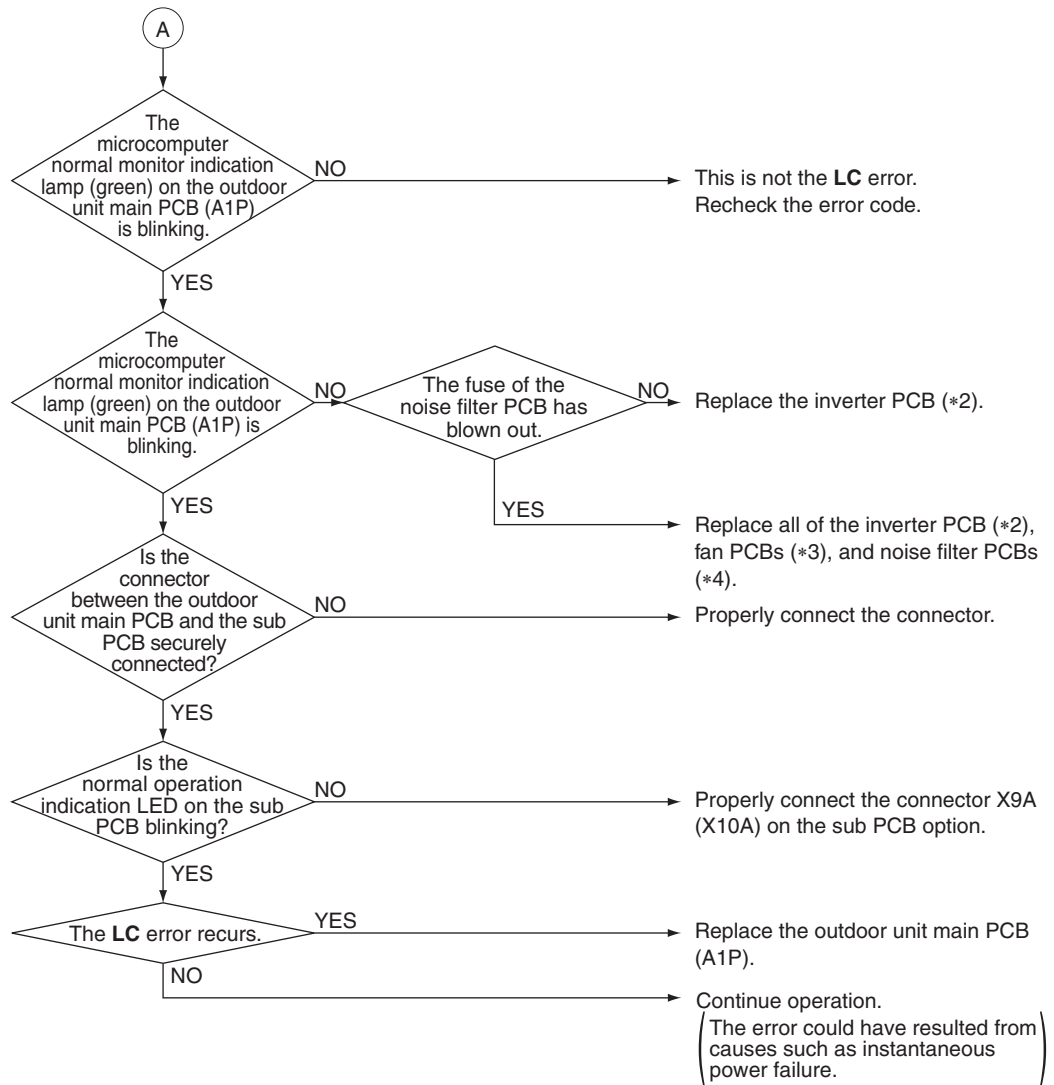 A
The
microcomputer
normal monitor indication
lamp (green) on the outdoor
unit main PCB (A1P)
is blinking.
NO
This is not the LC error.
Recheck the error code.
YES
The
microcomputer
normal monitor indication
lamp (green) on the outdoor
unit main PCB (A1P) is
blinking.
NO
The fuse of the
noise filter PCB has
blown out.
NO
Replace the inverter PCB (*2).
YES
YES
Replace all of the inverter PCB (*2),
fan PCBs (*3), and noise filter PCBs
(*4).
Is the
connector
between the outdoor
unit main PCB and the sub
PCB securely
connected?
NO
Properly connect the connector.
YES
Is the
normal operation
indication LED on the sub
PCB blinking?
NO
Properly connect the connector X9A
(X10A) on the sub PCB option.
YES
The LC error recurs.
YES
Replace the outdoor unit main PCB
(A1P).
NO
Continue operation.
(The error could have resulted from
causes such as instantaneous
power failure.)